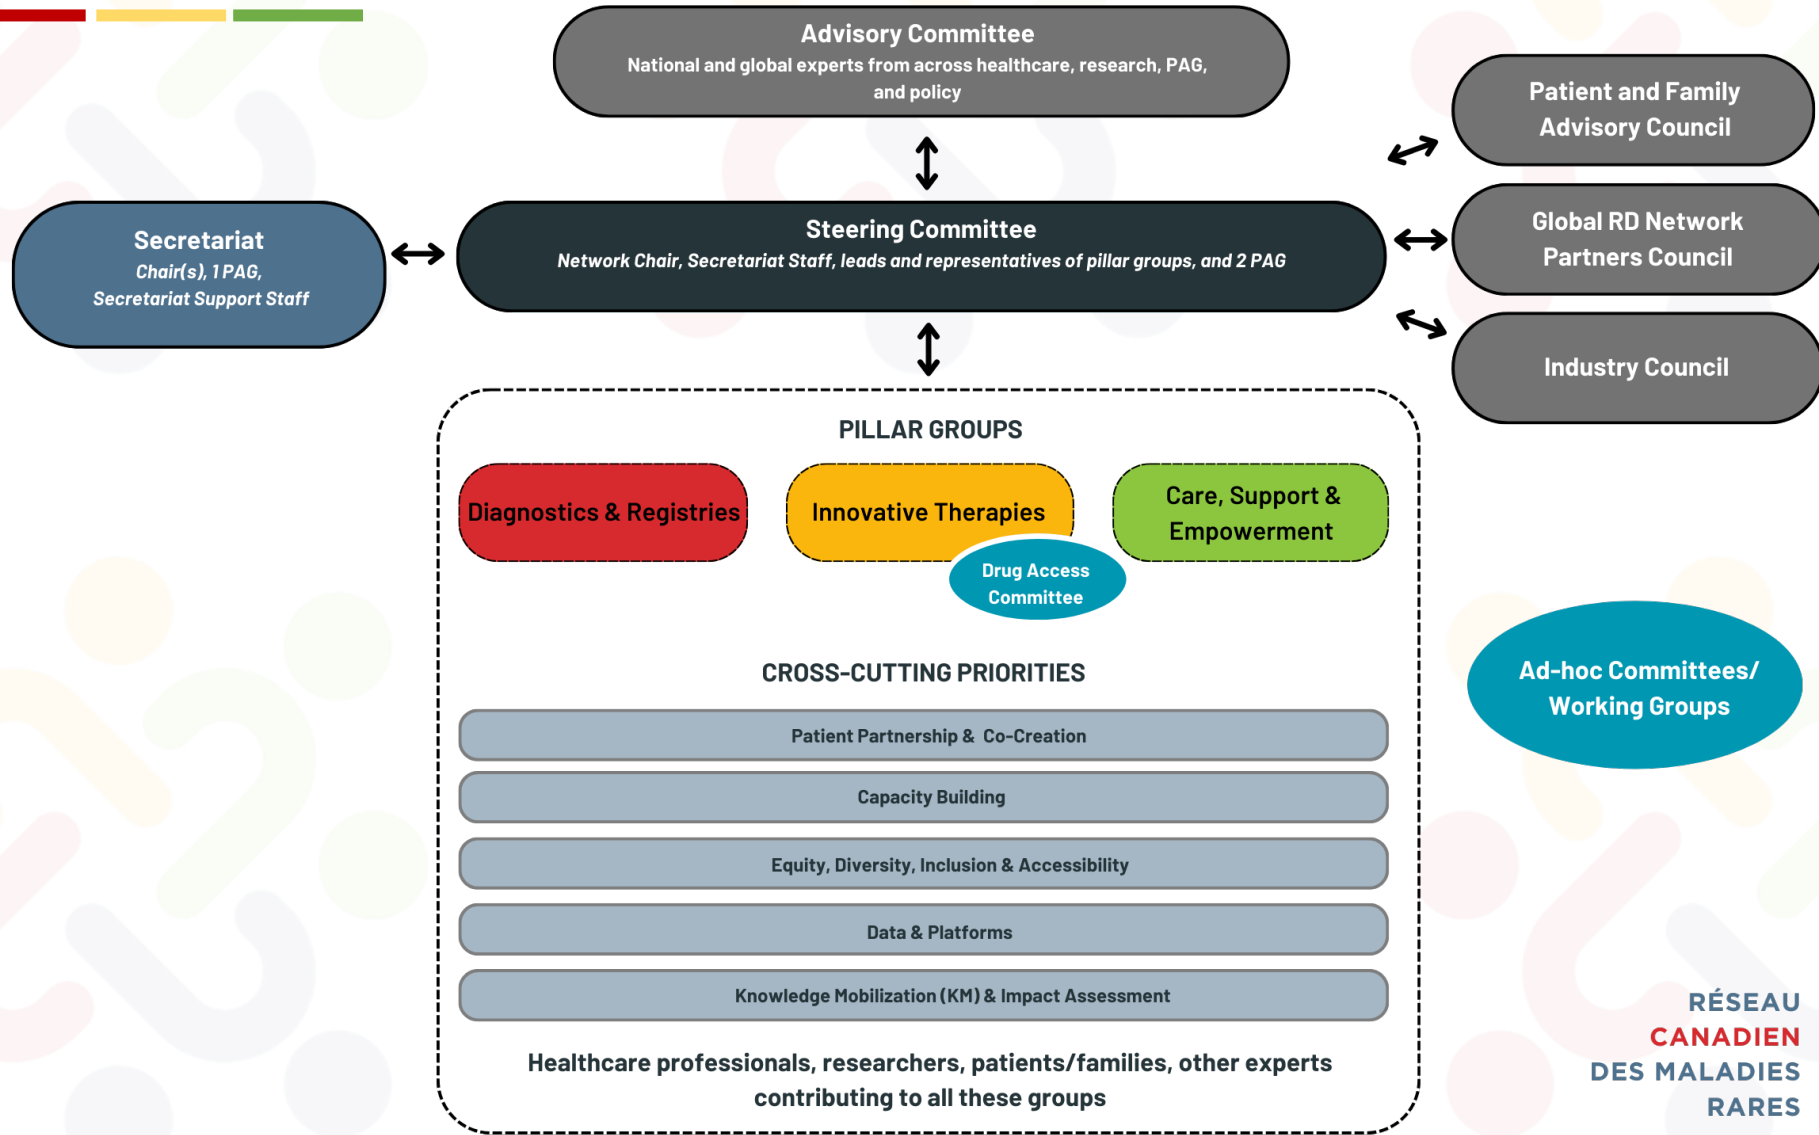 Advisory Committee
National and global experts from across healthcare, research, PAG,
and policy
Patient and Family
Advisory Council
Secretariat
Chair(s), 1 PAG,
Secretariat Support Staff
Steering Committee
Network Chair, Secretariat Staff, leads and representatives of pillar groups, and 2 PAG
Global RD Network
Partners Council
Industry Council
PILLAR GROUPS
Diagnostics & Registries
Innovative Therapies
Care, Support &
Empowerment
Drug Access
Committee
CROSS-CUTTING PRIORITIES
Patient Partnership & Co-Creation
Capacity Building
Equity, Diversity, Inclusion & Accessibility
Data & Platforms
Knowledge Mobilization (KM) & Impact Assessment
Healthcare professionals, researchers, patients/families, other experts
contributing to all these groups
Ad-hoc Committees/
Working Groups
RÉSEAU
CANADIEN
DES MALADIES
RARES